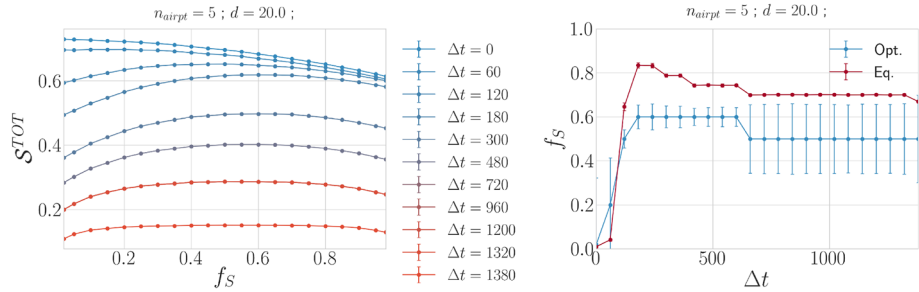 n_airpt = 5 ; d = 20.0 ;
0.6
0.4
0.2
S^TOT
0.2
0.4
0.6
0.8
f_S
Δt = 0
Δt = 60
Δt = 120
Δt = 180
Δt = 300
Δt = 480
Δt = 720
Δt = 960
Δt = 1200
Δt = 1320
Δt = 1380
n_airpt = 5 ; d = 20.0 ;
1.0
0.8
0.6
0.4
0.2
0.0
f_S
Opt.
Eq.
0
500
1000
Δt